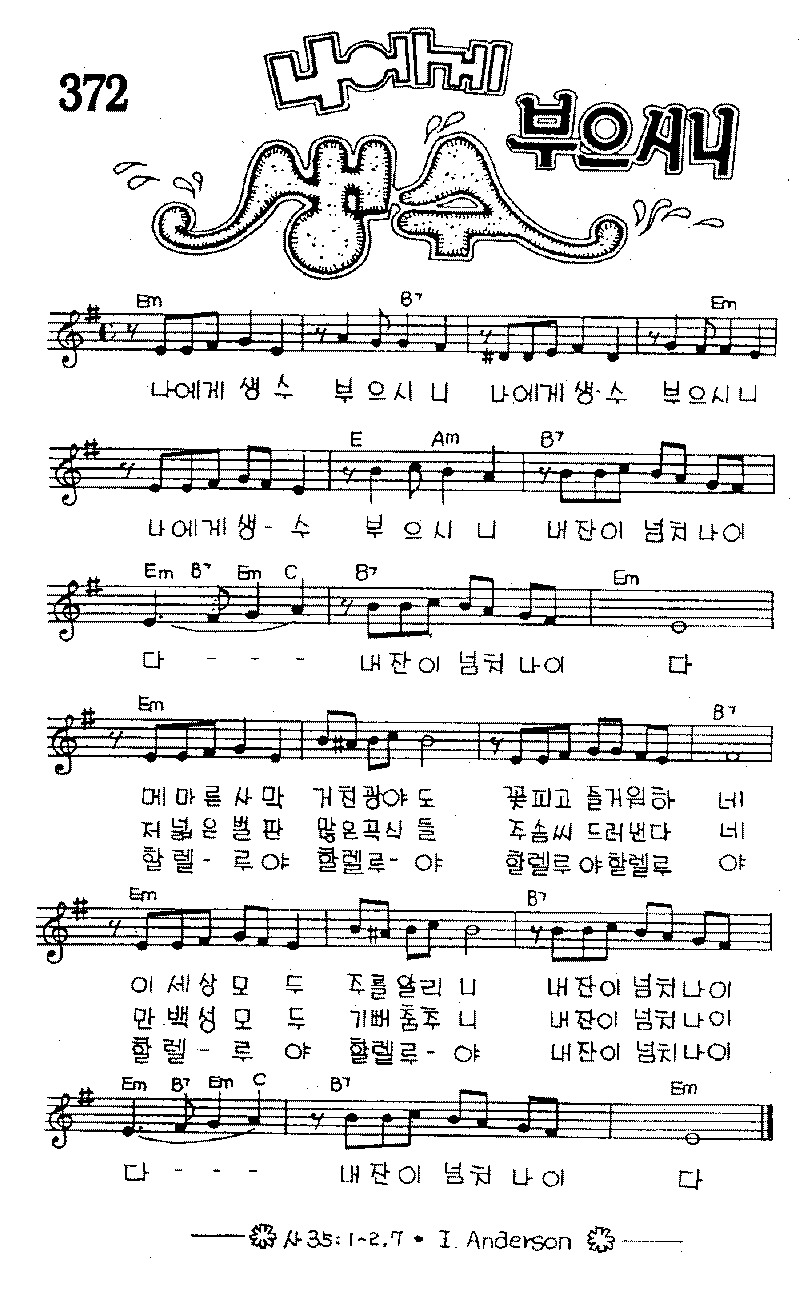 372
나에게
부으시니
생수
Em B7 Em
나에게 생 수 부 으 시 니 나에게 생- 수 부으시니
E Am B7
나에게 생- 수 부 으 시 니 내 잔이 넘쳐나이
Em B7 Em C B7 Em
다 - - - 내 잔이 넘쳐 나이 다
Em B7
메 마 른 사 막 거친광야 도 꽃피고 즐거워하 네
저 넓 은 벌 판 많은곡식 들 주솜씨 드러낸다 네
할 렐 - 루 야 할렐루- 야 할렐루 야할렐루 야
Em B7
이 세 상 모 두 주를알리 니 내 잔이 넘쳐나이
만 백 성 모 두 기뻐춤추 니 내 잔이 넘쳐나이
할 렐 - 루 야 할렐루- 야 내 잔이 넘쳐나이
Em B7 Em C B7 Em
다 - - - 내 잔이 넘쳐 나이 다
사 35:1~2,7 • I. Anderson